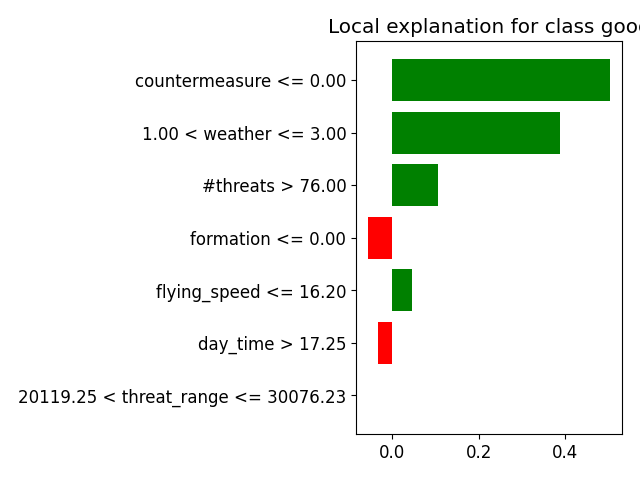 Local explanation for class goo
countermeasure <= 0.00
1.00 < weather <= 3.00
#threats > 76.00
formation <= 0.00
flying_speed <= 16.20
day_time > 17.25
20119.25 < threat_range <= 30076.23
0.0 0.2 0.4